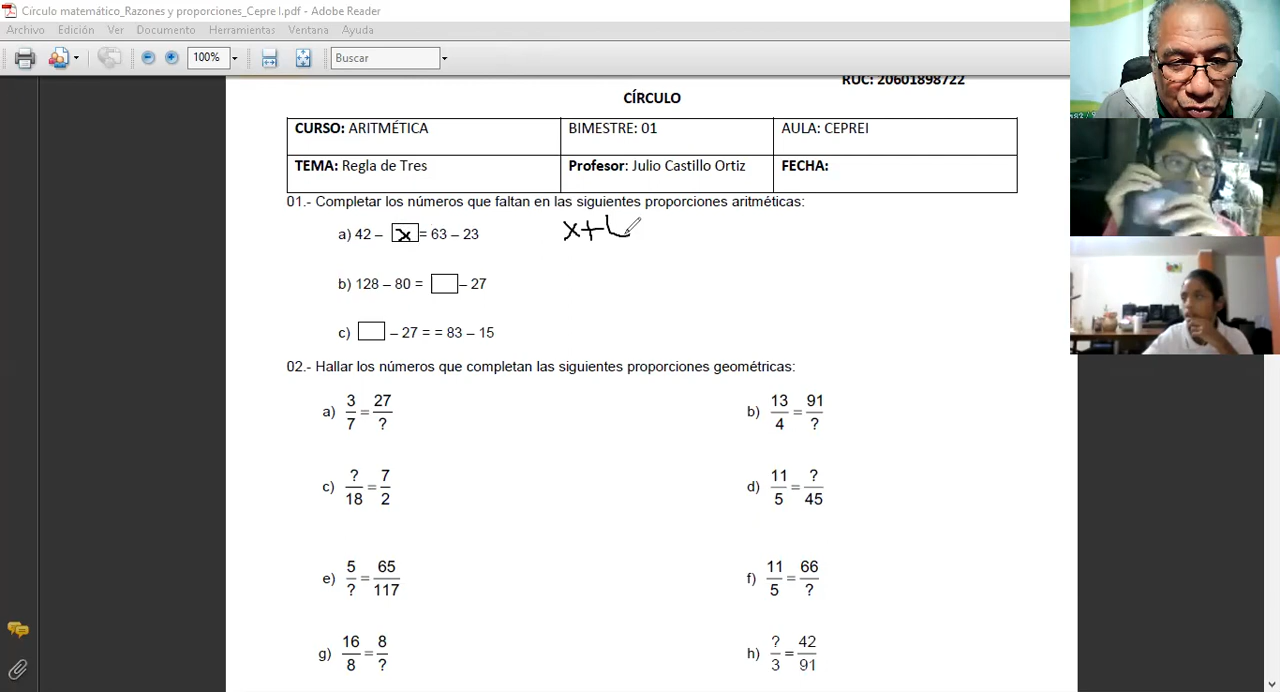 Círculo matemático_Razones y proporciones_Cepre I.pdf - Adobe Reader
Archivo Edición Ver Documento Herramientas Ventana Ayuda
100% Buscar
RUC: 20601898722
CÍRCULO
CURSO: ARITMÉTICA BIMESTRE: 01 AULA: CEPREI
TEMA: Regla de Tres Profesor: Julio Castillo Ortiz FECHA:
01.- Completar los números que faltan en las siguientes proporciones aritméticas:
a) 42 – x = 63 – 23 x+
b) 128 – 80 = – 27
c) – 27 = = 83 – 15
02.- Hallar los números que completan las siguientes proporciones geométricas:
a) 3/7 = 27/? b) 13/4 = 91/?
c) ?/18 = 7/2 d) 11/5 = ?/45
e) 5/? = 65/117 f) 11/5 = 66/?
g) 16/8 = 8/? h) ?/3 = 42/91